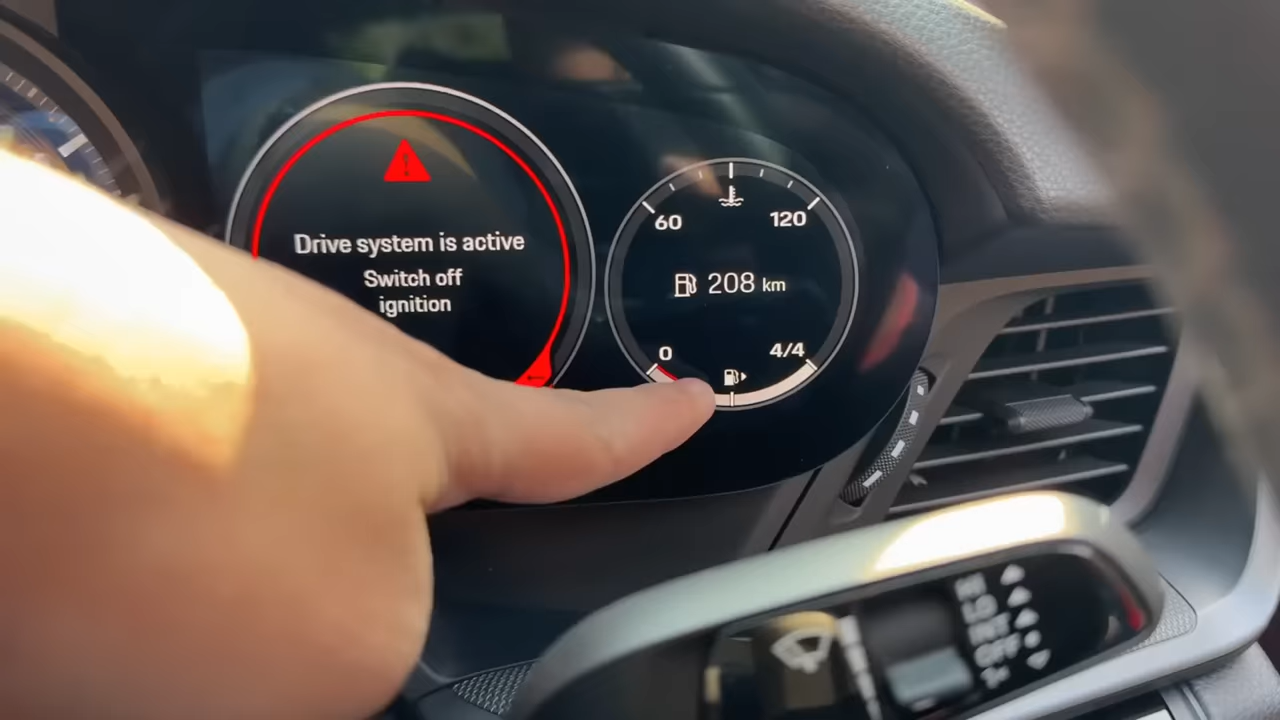 Drive system is active
Switch off
ignition
60
120
208 km
0
4/4